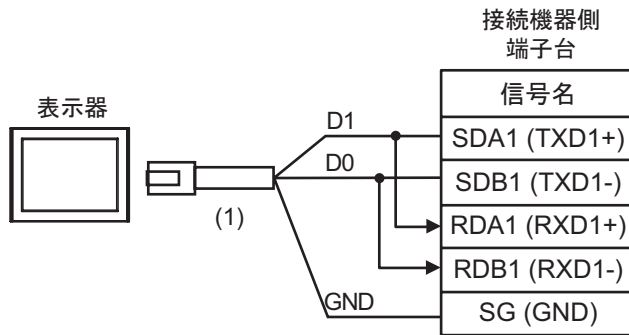 接続機器側
端子台
信号名
表示器
D1
SDA1 (TXD1+)
D0
SDB1 (TXD1-)
(1)
RDA1 (RXD1+)
RDB1 (RXD1-)
GND
SG (GND)